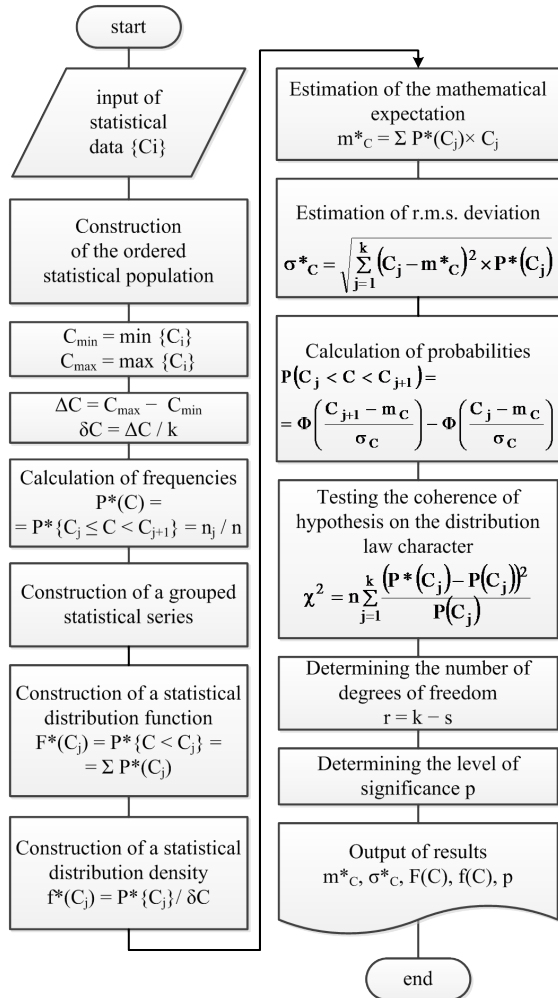 start
input of
statistical
data {Ci}
Construction
of the ordered
statistical population
C_min = min {C_i}
C_max = max {C_i}
ΔC = C_max − C_min
δC = ΔC / k
Calculation of frequencies
P*(C) =
= P*{C_j ≤ C < C_{j+1}} = n_j / n
Construction of a grouped
statistical series
Construction of a statistical
distribution function
F*(C_j) = P*{C < C_j} =
= Σ P*(C_j)
Construction of a statistical
distribution density
f*(C_j) = P*{C_j}/ δC
Estimation of the mathematical
expectation
m*_C = Σ P*(C_j)× C_j
Estimation of r.m.s. deviation
σ*_C = √(∑_{j=1}^{k} (C_j − m*_C)² × P*(C_j))
Calculation of probabilities
P(C_j < C < C_{j+1}) =
= Φ((C_{j+1} − m_C)/σ_C) − Φ((C_j − m_C)/σ_C)
Testing the coherence of
hypothesis on the distribution
law character
χ² = n ∑_{j=1}^{k} (P*(C_j) − P(C_j))² / P(C_j)
Determining the number of
degrees of freedom
r = k − s
Determining the level of
significance p
Output of results
m*_C, σ*_C, F(C), f(C), p
end